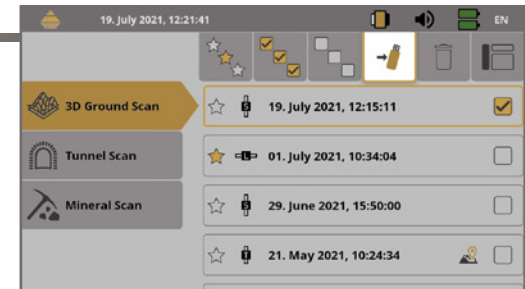 19. July 2021, 12:21:41 EN
3D Ground Scan
S 19. July 2021, 12:15:11
Tunnel Scan
L 01. July 2021, 10:34:04
Mineral Scan
S 29. June 2021, 15:50:00
T 21. May 2021, 10:24:34